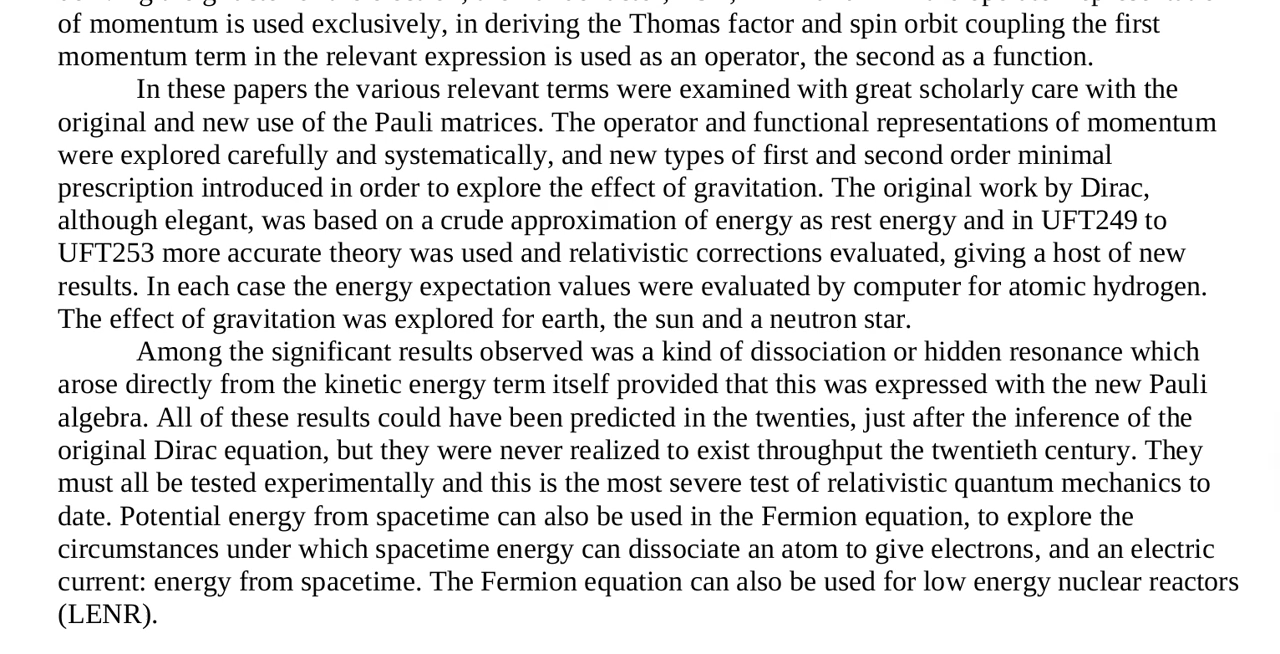 of momentum is used exclusively, in deriving the Thomas factor and spin orbit coupling the first
momentum term in the relevant expression is used as an operator, the second as a function.
In these papers the various relevant terms were examined with great scholarly care with the
original and new use of the Pauli matrices. The operator and functional representations of momentum
were explored carefully and systematically, and new types of first and second order minimal
prescription introduced in order to explore the effect of gravitation. The original work by Dirac,
although elegant, was based on a crude approximation of energy as rest energy and in UFT249 to
UFT253 more accurate theory was used and relativistic corrections evaluated, giving a host of new
results. In each case the energy expectation values were evaluated by computer for atomic hydrogen.
The effect of gravitation was explored for earth, the sun and a neutron star.
Among the significant results observed was a kind of dissociation or hidden resonance which
arose directly from the kinetic energy term itself provided that this was expressed with the new Pauli
algebra. All of these results could have been predicted in the twenties, just after the inference of the
original Dirac equation, but they were never realized to exist throughput the twentieth century. They
must all be tested experimentally and this is the most severe test of relativistic quantum mechanics to
date. Potential energy from spacetime can also be used in the Fermion equation, to explore the
circumstances under which spacetime energy can dissociate an atom to give electrons, and an electric
current: energy from spacetime. The Fermion equation can also be used for low energy nuclear reactors
(LENR).